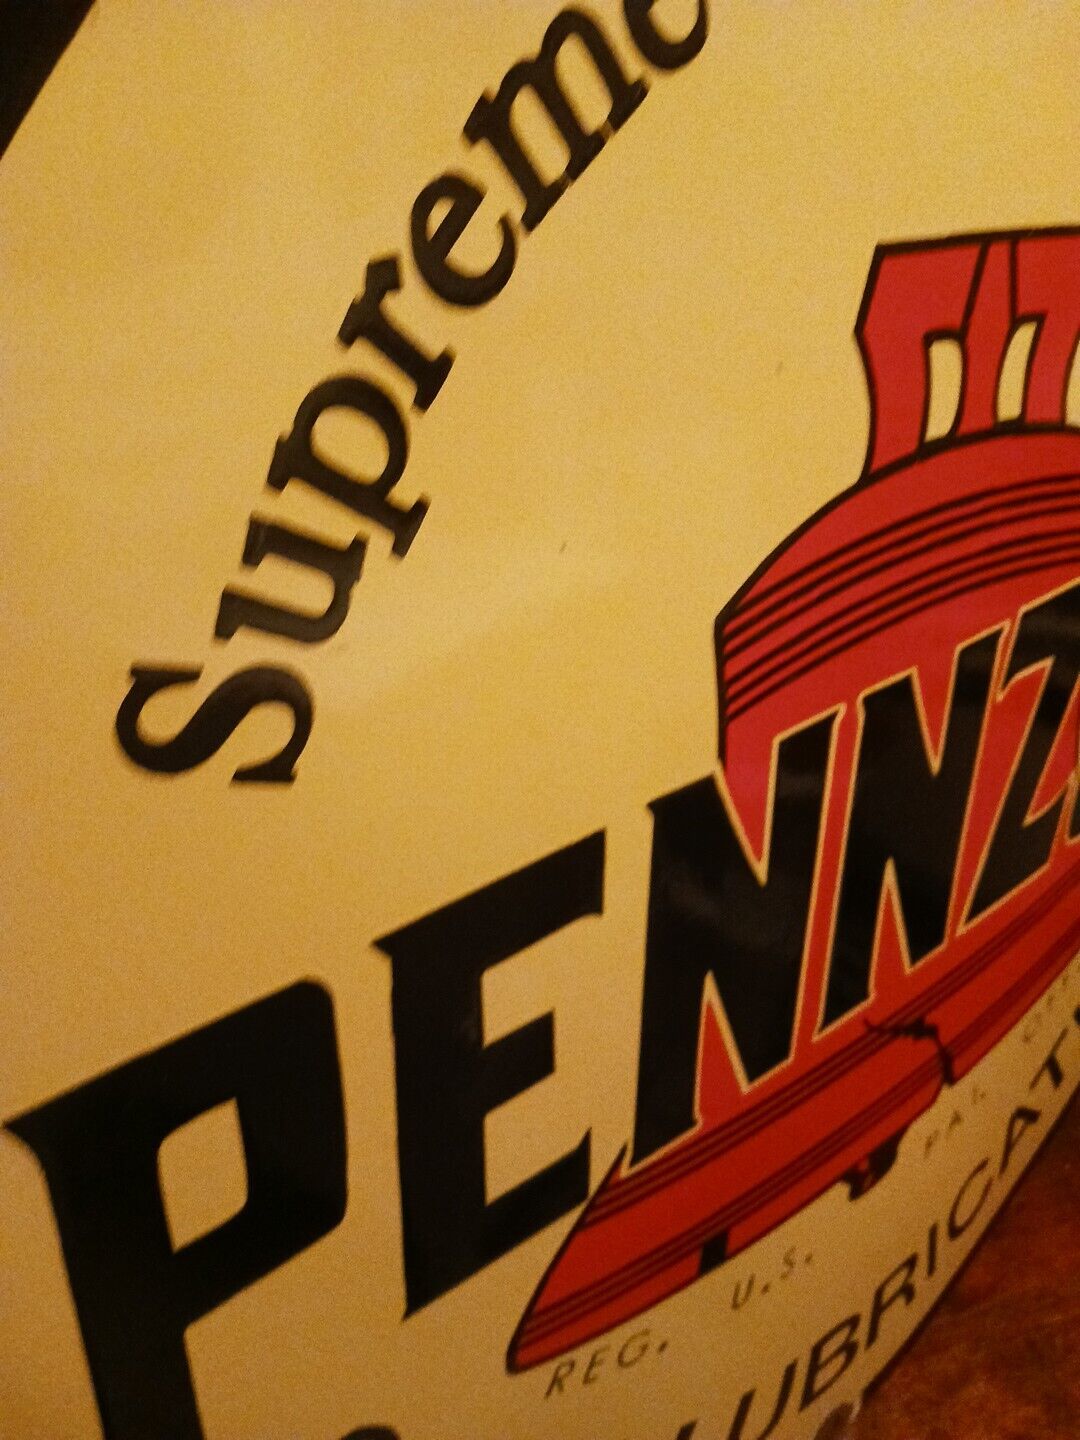 Supreme
PENNZ
REG. U.S. PAT.
LUBRICAT